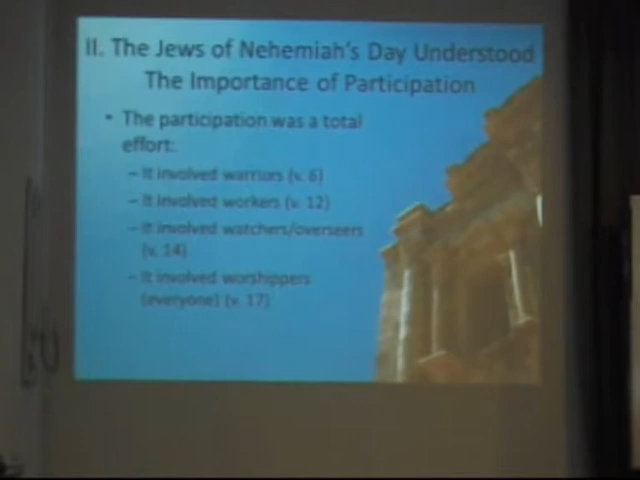 II. The Jews of Nehemiah's Day Understood
The Importance of Participation
• The participation was a total
effort:
– It involved warriors (v. 6)
– It involved workers (v. 12)
– It involved watchers/overseers
(v. 14)
– It involved worshippers
(everyone) (v. 17)